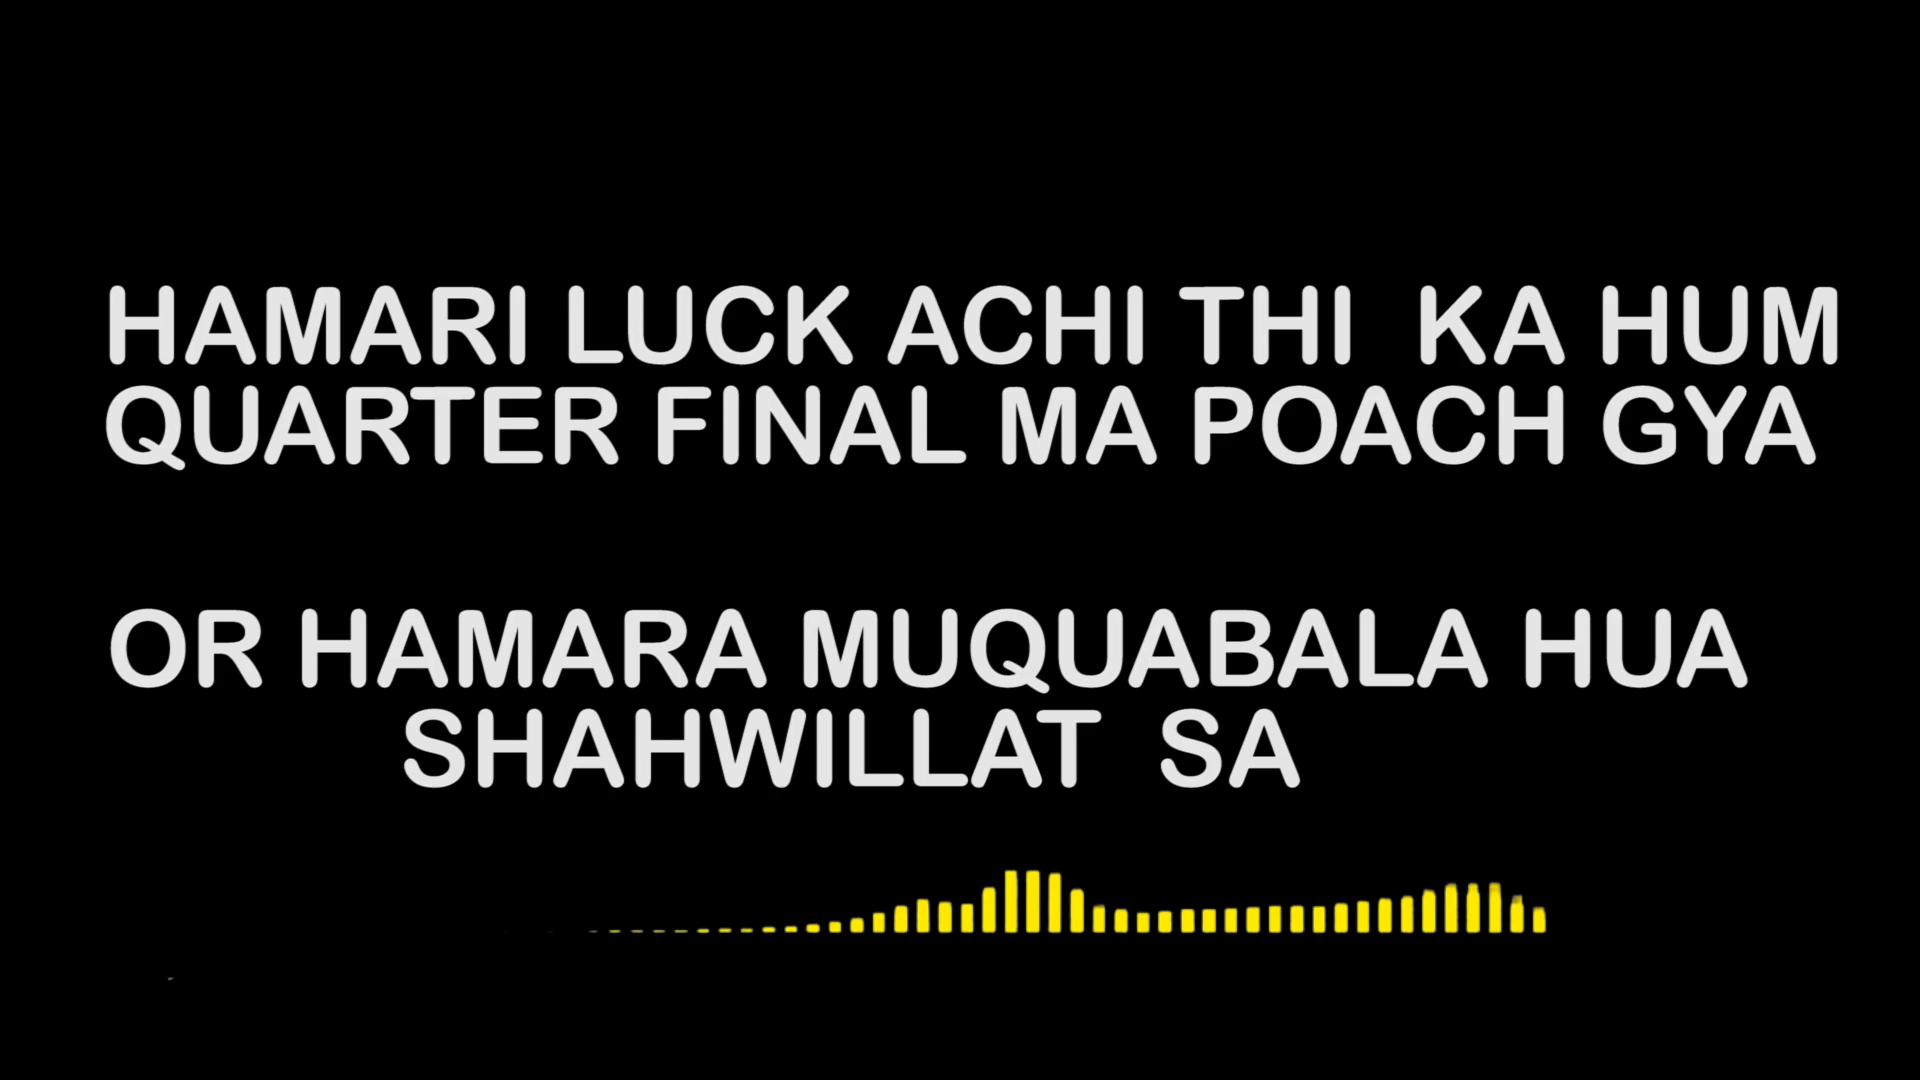 HAMARI LUCK ACHI THI KA HUM
QUARTER FINAL MA POACH GYA
OR HAMARA MUQUABALA HUA
SHAHWILLAT SA